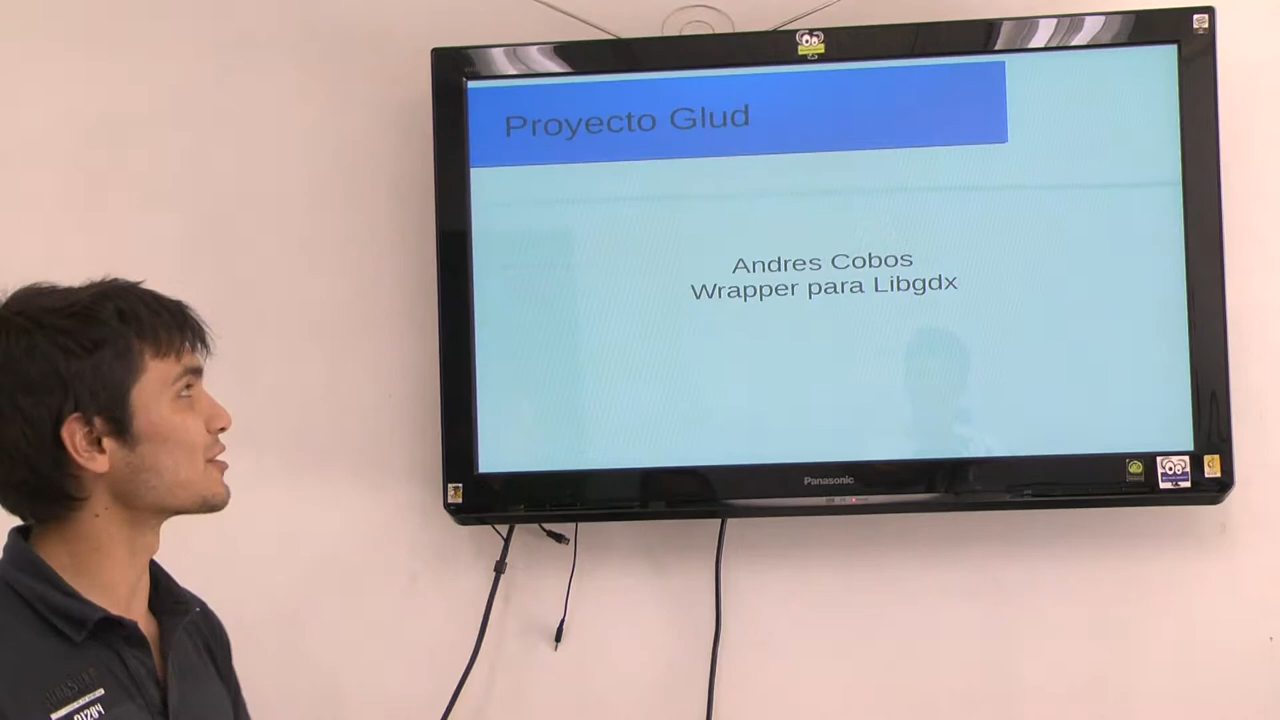 Proyecto Glud
Andres Cobos
Wrapper para Libgdx
Panasonic